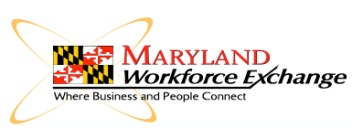 MARYLAND
Workforce Exchange
Where Business and People Connect